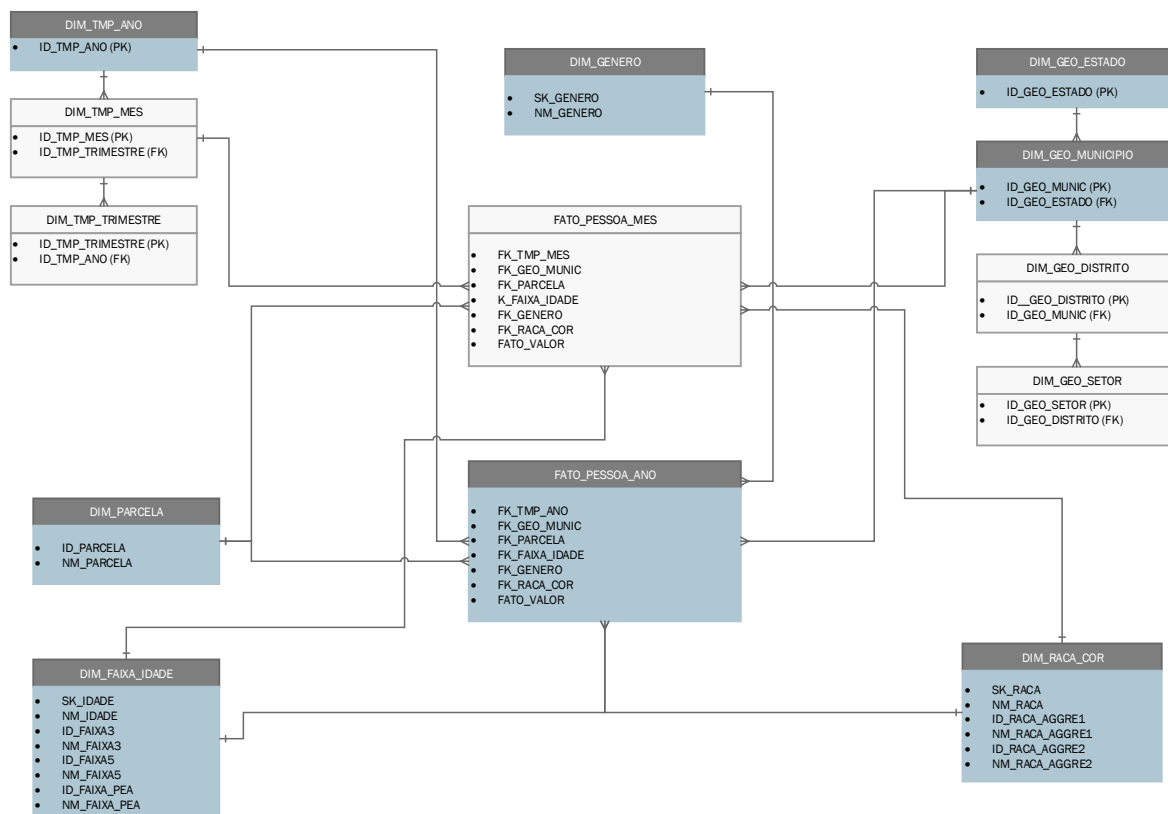 DIM_TMP_ANO
ID_TMP_ANO (PK)
DIM_TMP_MES
ID_TMP_MES (PK)
ID_TMP_TRIMESTRE (FK)
DIM_TMP_TRIMESTRE
ID_TMP_TRIMESTRE (PK)
ID_TMP_ANO (FK)
DIM_GENERO
SK_GENERO
NM_GENERO
DIM_GEO_ESTADO
ID_GEO_ESTADO (PK)
DIM_GEO_MUNICIPIO
ID_GEO_MUNIC (PK)
ID_GEO_ESTADO (FK)
DIM_GEO_DISTRITO
ID__GEO_DISTRITO (PK)
ID_GEO_MUNIC (FK)
DIM_GEO_SETOR
ID_GEO_SETOR (PK)
ID_GEO_DISTRITO (FK)
FATO_PESSOA_MES
FK_TMP_MES
FK_GEO_MUNIC
FK_PARCELA
K_FAIXA_IDADE
FK_GENERO
FK_RACA_COR
FATO_VALOR
FATO_PESSOA_ANO
FK_TMP_ANO
FK_GEO_MUNIC
FK_PARCELA
FK_FAIXA_IDADE
FK_GENERO
FK_RACA_COR
FATO_VALOR
DIM_PARCELA
ID_PARCELA
NM_PARCELA
DIM_FAIXA_IDADE
SK_IDADE
NM_IDADE
ID_FAIXA3
NM_FAIXA3
ID_FAIXA5
NM_FAIXA5
ID_FAIXA_PEA
NM_FAIXA_PEA
DIM_RACA_COR
SK_RACA
NM_RACA
ID_RACA_AGGRE1
NM_RACA_AGGRE1
ID_RACA_AGGRE2
NM_RACA_AGGRE2